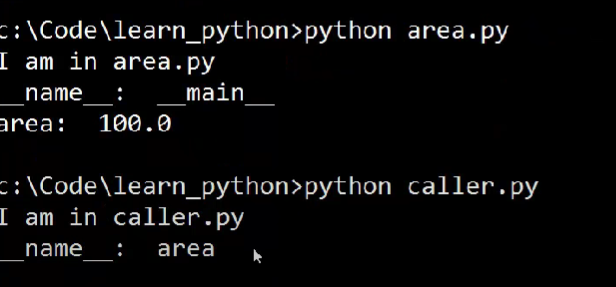 c:\Code\learn_python>python area.py
I am in area.py
__name__:  __main__
area:  100.0
c:\Code\learn_python>python caller.py
I am in caller.py
__name__:  area